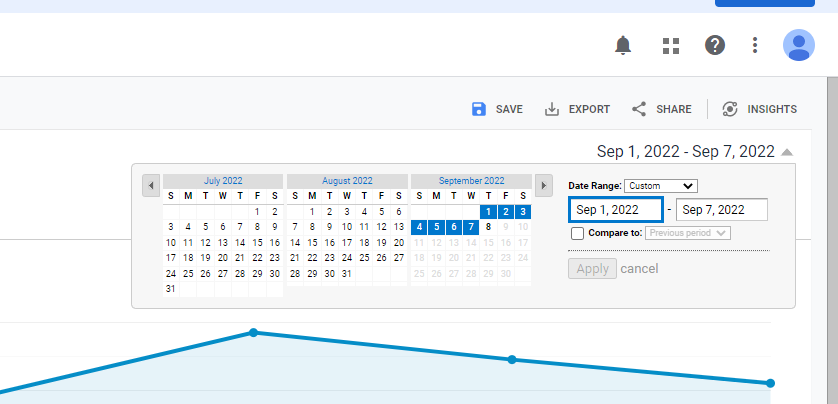 SAVE EXPORT SHARE INSIGHTS
Sep 1, 2022 - Sep 7, 2022
July 2022 August 2022 September 2022
S M T W T F S S M T W T F S S M T W T F S
1 2 1 2 3 4 5 6 1 2 3
3 4 5 6 7 8 9 7 8 9 10 11 12 13 4 5 6 7 8 9 10
10 11 12 13 14 15 16 14 15 16 17 18 19 20 11 12 13 14 15 16 17
17 18 19 20 21 22 23 21 22 23 24 25 26 27 18 19 20 21 22 23 24
24 25 26 27 28 29 30 28 29 30 31 25 26 27 28 29 30
31
Date Range: Custom
Sep 1, 2022 - Sep 7, 2022
Compare to: Previous period
Apply cancel